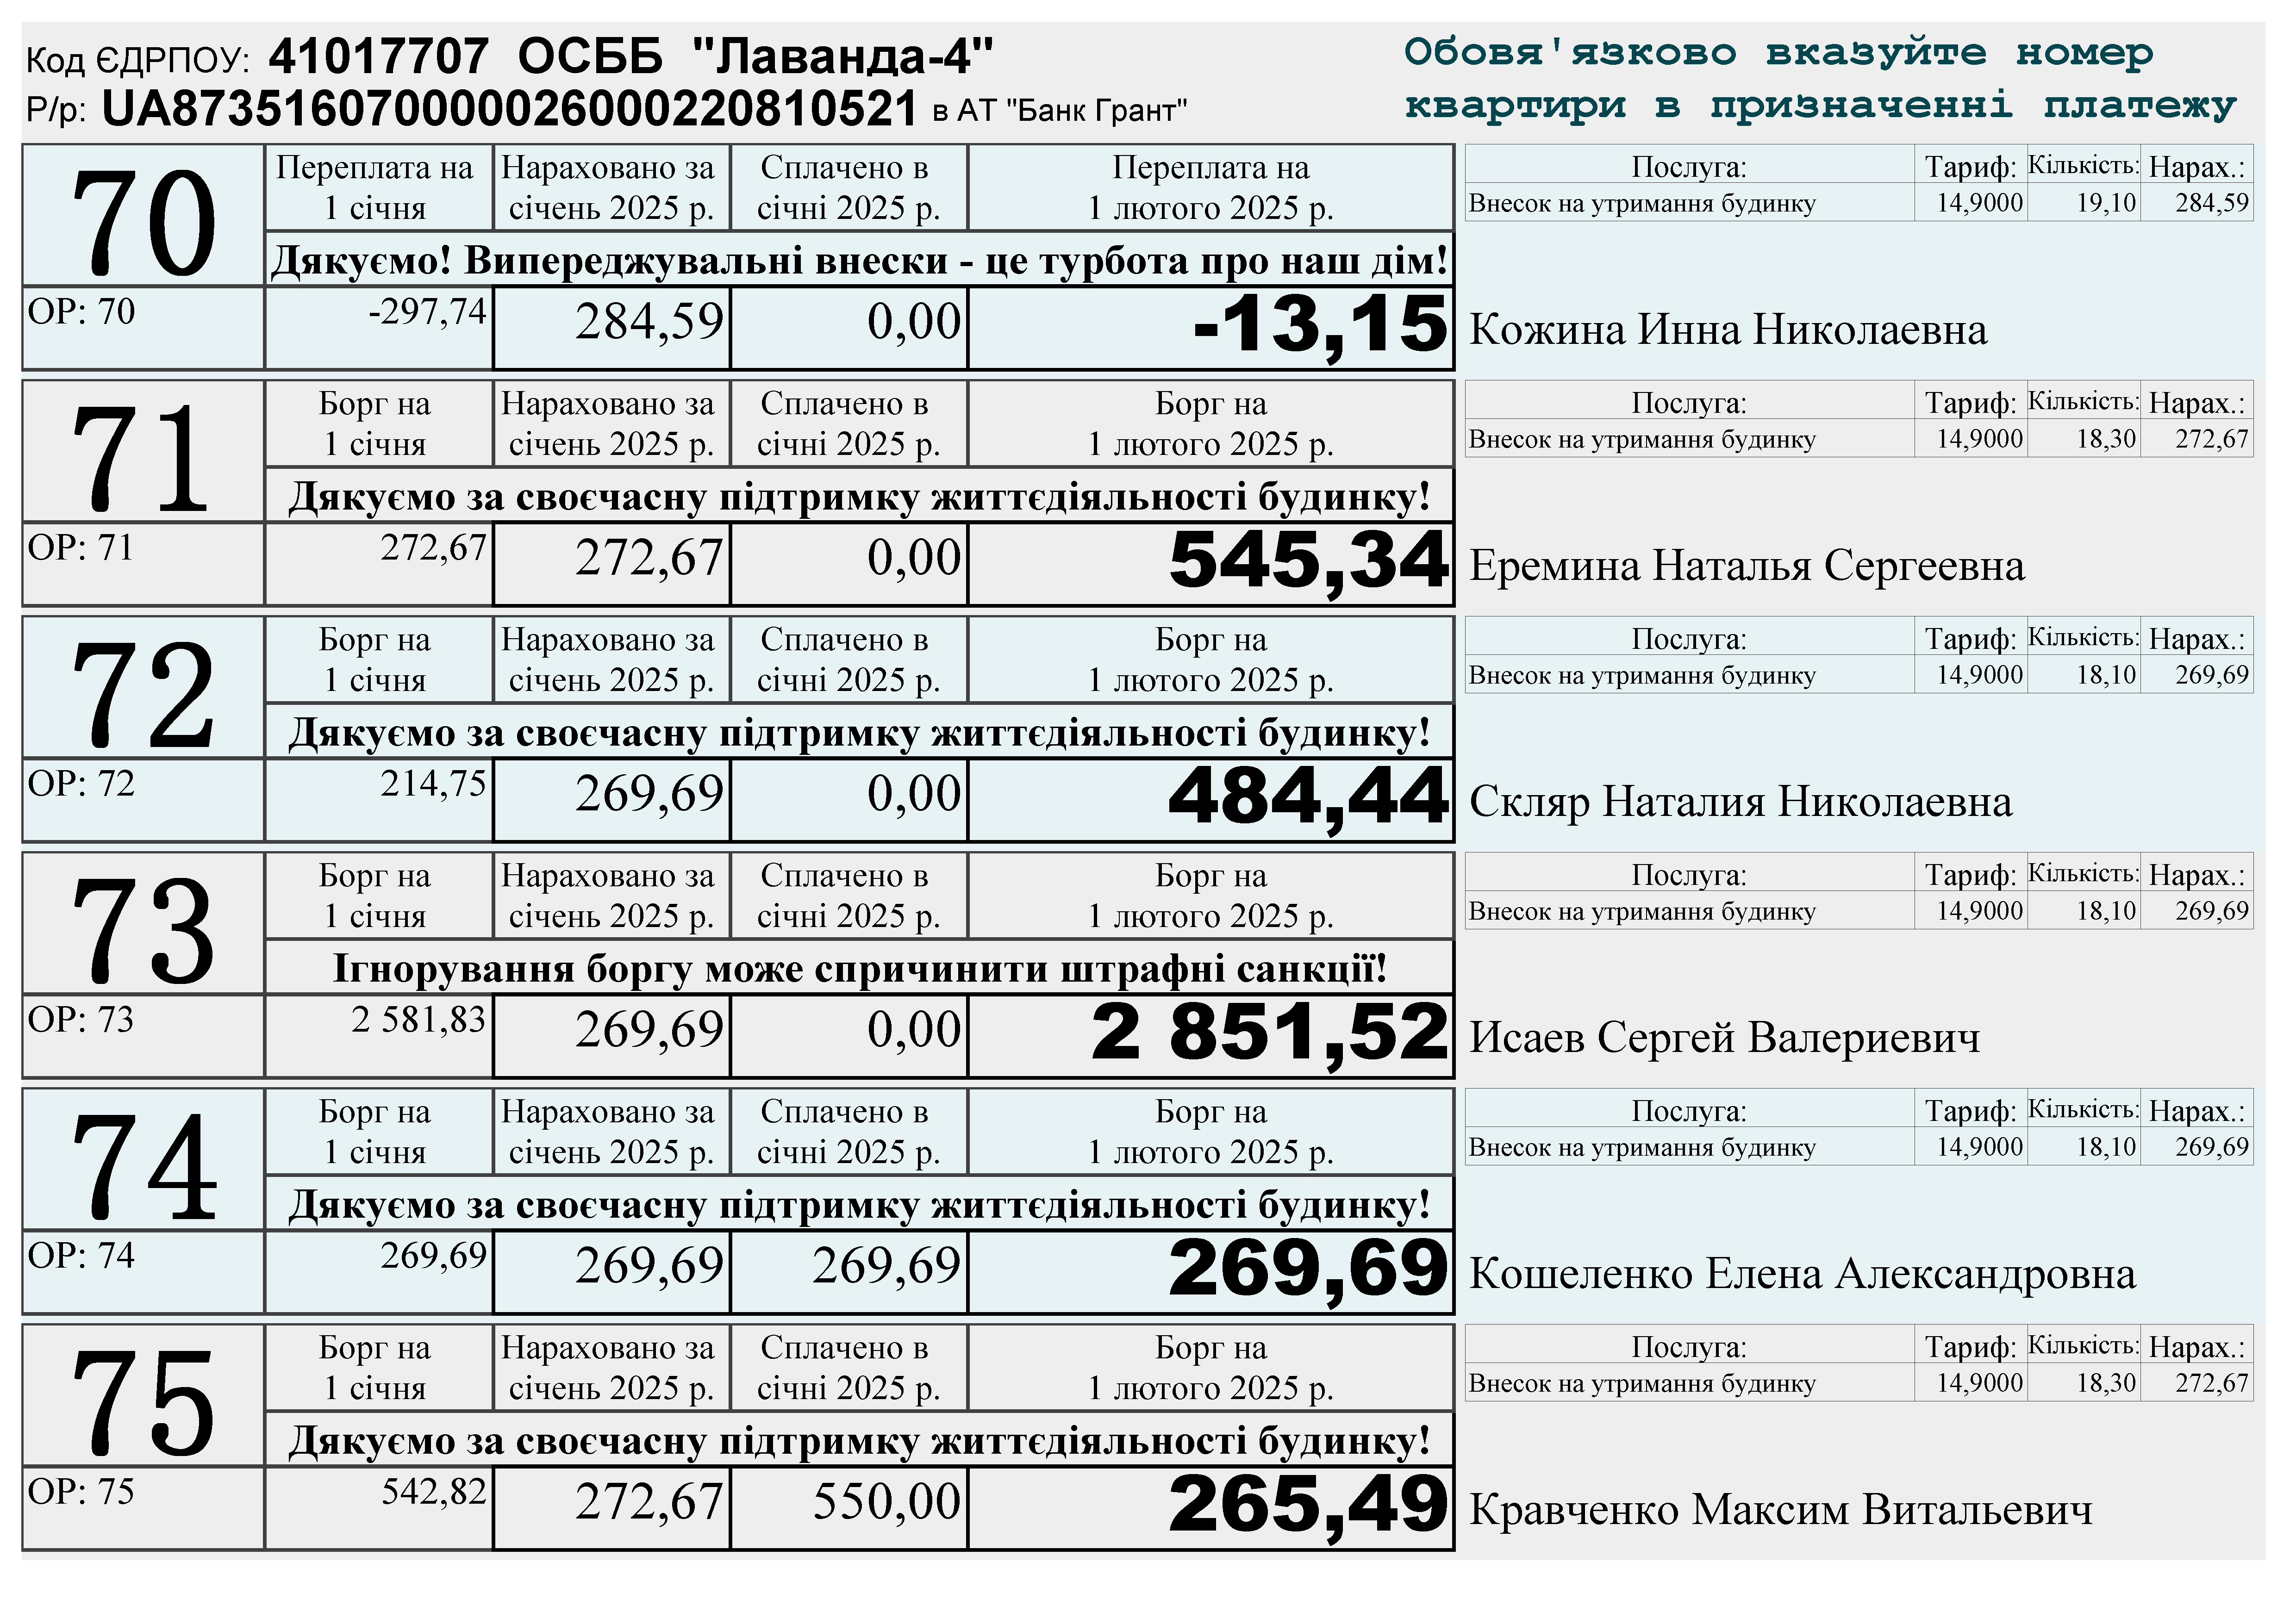 Код ЄДРПОУ: 41017707 ОСББ "Лаванда-4"
Р/р: UA873516070000026000220810521 в АТ "Банк Грант"
Обовя'язково вказуйте номер
квартири в призначенні платежу
70
Переплата на 1 січня Нараховано за січень 2025 р. Сплачено в січні 2025 р. Переплата на 1 лютого 2025 р.
Послуга: Тариф: Кількість: Нарах.:
Внесок на утримання будинку 14,9000 19,10 284,59
Дякуємо! Випереджувальні внески - це турбота про наш дім!
ОР: 70 -297,74 284,59 0,00 -13,15 Кожина Инна Николаевна
71
Борг на 1 січня Нараховано за січень 2025 р. Сплачено в січні 2025 р. Борг на 1 лютого 2025 р.
Послуга: Тариф: Кількість: Нарах.:
Внесок на утримання будинку 14,9000 18,30 272,67
Дякуємо за своєчасну підтримку життєдіяльності будинку!
ОР: 71 272,67 272,67 0,00 545,34 Еремина Наталья Сергеевна
72
Борг на 1 січня Нараховано за січень 2025 р. Сплачено в січні 2025 р. Борг на 1 лютого 2025 р.
Послуга: Тариф: Кількість: Нарах.:
Внесок на утримання будинку 14,9000 18,10 269,69
Дякуємо за своєчасну підтримку життєдіяльності будинку!
ОР: 72 214,75 269,69 0,00 484,44 Скляр Наталия Николаевна
73
Борг на 1 січня Нараховано за січень 2025 р. Сплачено в січні 2025 р. Борг на 1 лютого 2025 р.
Послуга: Тариф: Кількість: Нарах.:
Внесок на утримання будинку 14,9000 18,10 269,69
Ігнорування боргу може спричинити штрафні санкції!
ОР: 73 2 581,83 269,69 0,00 2 851,52 Исаев Сергей Валериевич
74
Борг на 1 січня Нараховано за січень 2025 р. Сплачено в січні 2025 р. Борг на 1 лютого 2025 р.
Послуга: Тариф: Кількість: Нарах.:
Внесок на утримання будинку 14,9000 18,10 269,69
Дякуємо за своєчасну підтримку життєдіяльності будинку!
ОР: 74 269,69 269,69 269,69 269,69 Кошеленко Елена Александровна
75
Борг на 1 січня Нараховано за січень 2025 р. Сплачено в січні 2025 р. Борг на 1 лютого 2025 р.
Послуга: Тариф: Кількість: Нарах.:
Внесок на утримання будинку 14,9000 18,30 272,67
Дякуємо за своєчасну підтримку життєдіяльності будинку!
ОР: 75 542,82 272,67 550,00 265,49 Кравченко Максим Витальевич